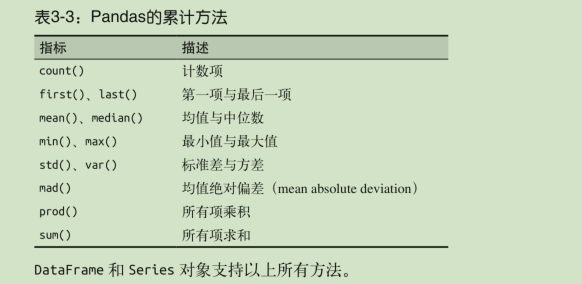 表3-3：Pandas的累计方法
指标 描述
count() 计数项
first()、last() 第一项与最后一项
mean()、median() 均值与中位数
min()、max() 最小值与最大值
std()、var() 标准差与方差
mad() 均值绝对偏差（mean absolute deviation）
prod() 所有项乘积
sum() 所有项求和
DataFrame 和 Series 对象支持以上所有方法。